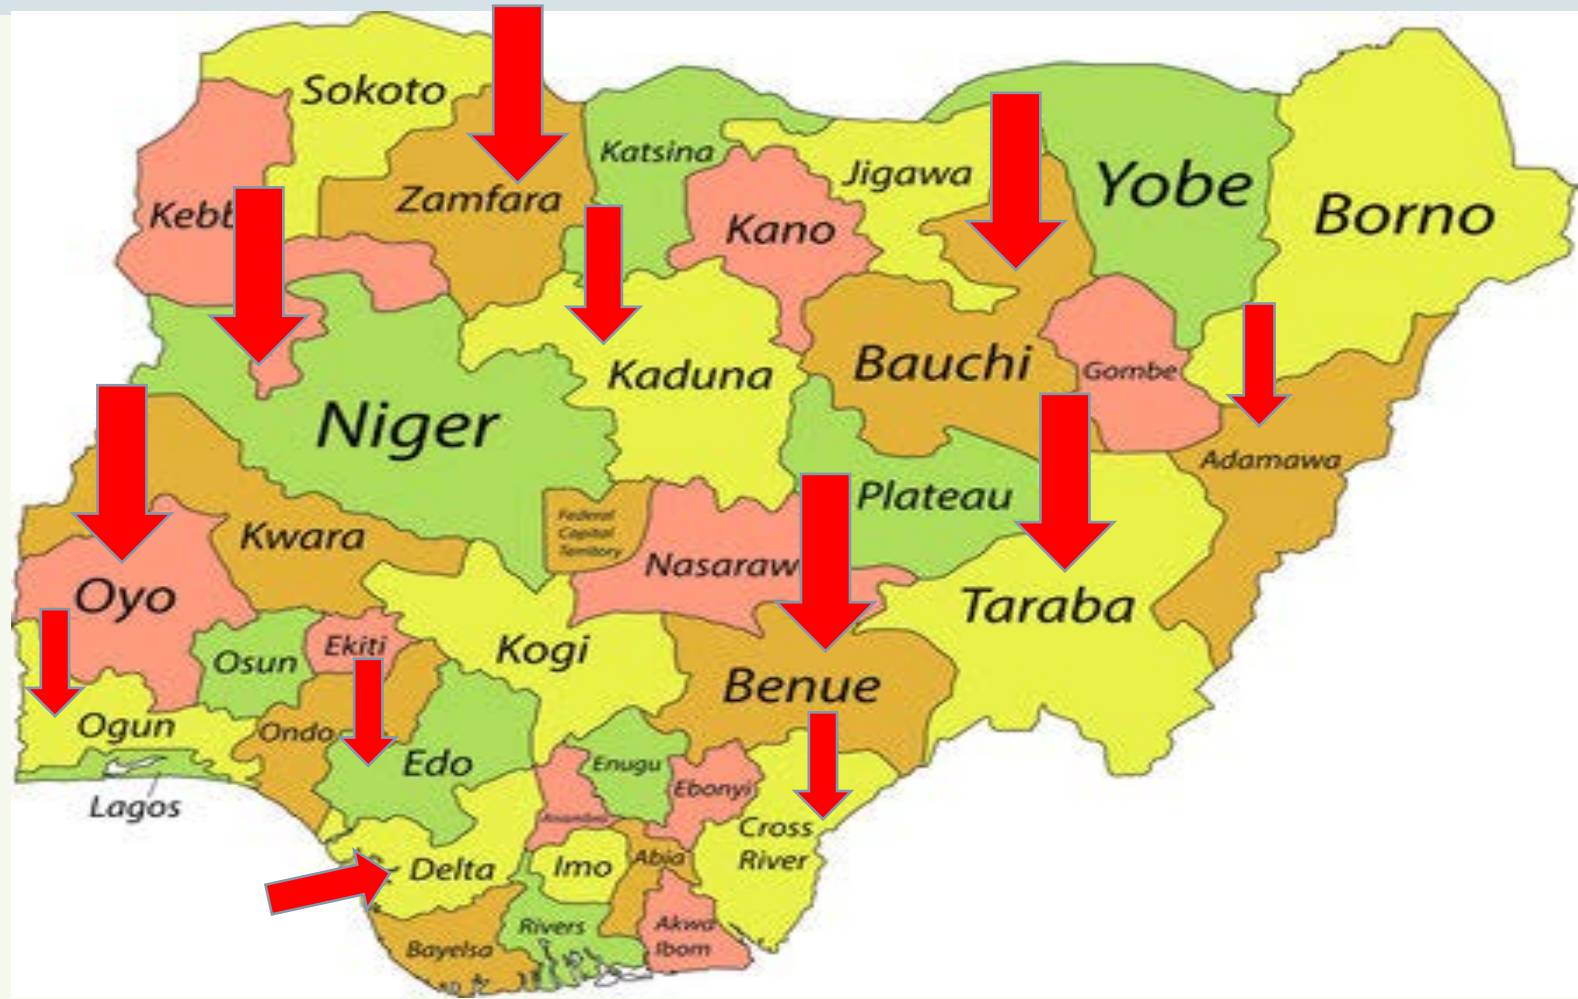 Sokoto
Katsina
Jigawa
Yobe
Borno
Kebb
Zamfara
Kano
Kaduna
Bauchi
Gombe
Niger
Adamawa
Plateau
Federal
Capital
Territory
Kwara
Nasaraw
Oyo
Taraba
Ekiti
Osun
Kogi
Benue
Ogun
Ondo
Edo
Enugu
Ebonyi
Lagos
Anambra
Cross
River
Delta
Imo
Abia
Rivers
Akwa
Ibom
Bayelsa